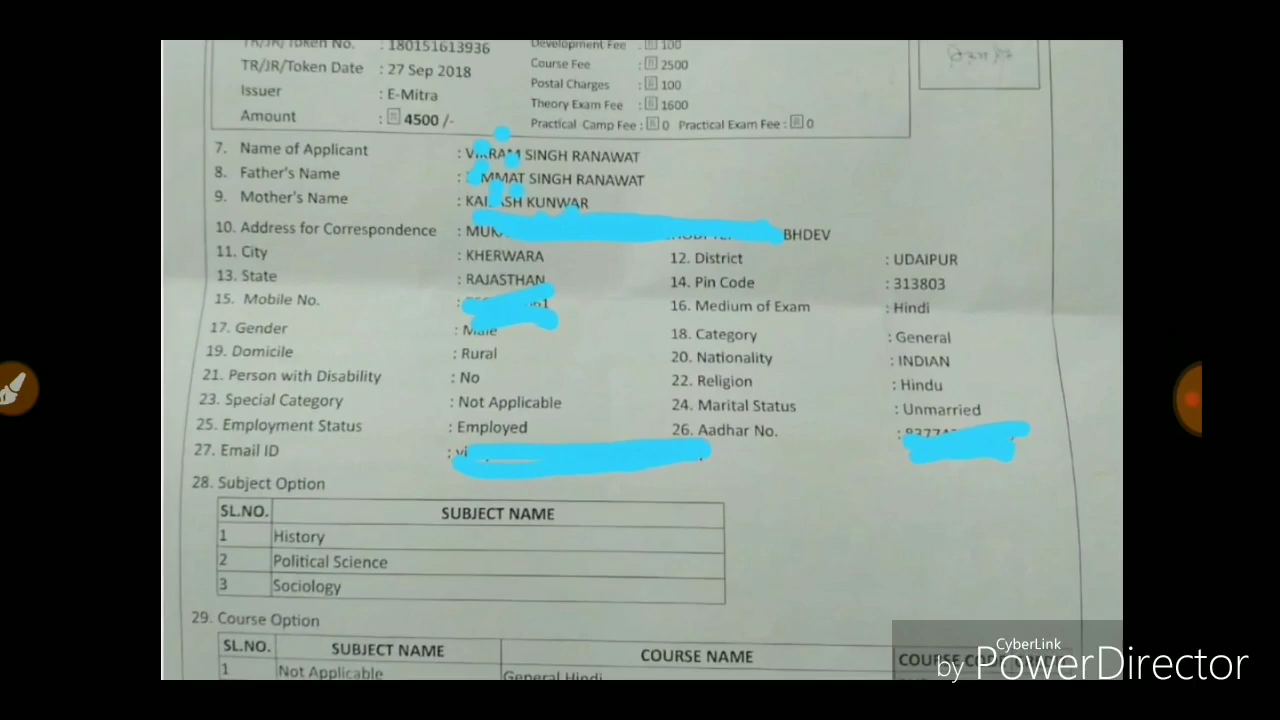 TR/JR/Token No. : 180151613936
Development Fee : 100
TR/JR/Token Date : 27 Sep 2018
Course Fee : 2500
Issuer : E-Mitra
Postal Charges : 100
Amount : 4500 /-
Theory Exam Fee : 1600
Practical Camp Fee : 0 Practical Exam Fee : 0
7. Name of Applicant : SINGH RANAWAT
8. Father's Name : SINGH RANAWAT
9. Mother's Name : KUNWAR
10. Address for Correspondence :
11. City : KHERWARA
12. District : UDAIPUR
13. State : RAJASTHAN
14. Pin Code : 313803
15. Mobile No. :
16. Medium of Exam : Hindi
17. Gender : Male
18. Category : General
19. Domicile : Rural
20. Nationality : INDIAN
21. Person with Disability : No
22. Religion : Hindu
23. Special Category : Not Applicable
24. Marital Status : Unmarried
25. Employment Status : Employed
26. Aadhar No. :
27. Email ID :
28. Subject Option
SL.NO. SUBJECT NAME
1 History
2 Political Science
3 Sociology
29. Course Option
SL.NO. SUBJECT NAME COURSE NAME COURSE
1 Not Applicable General Hindi
CyberLink
by PowerDirector